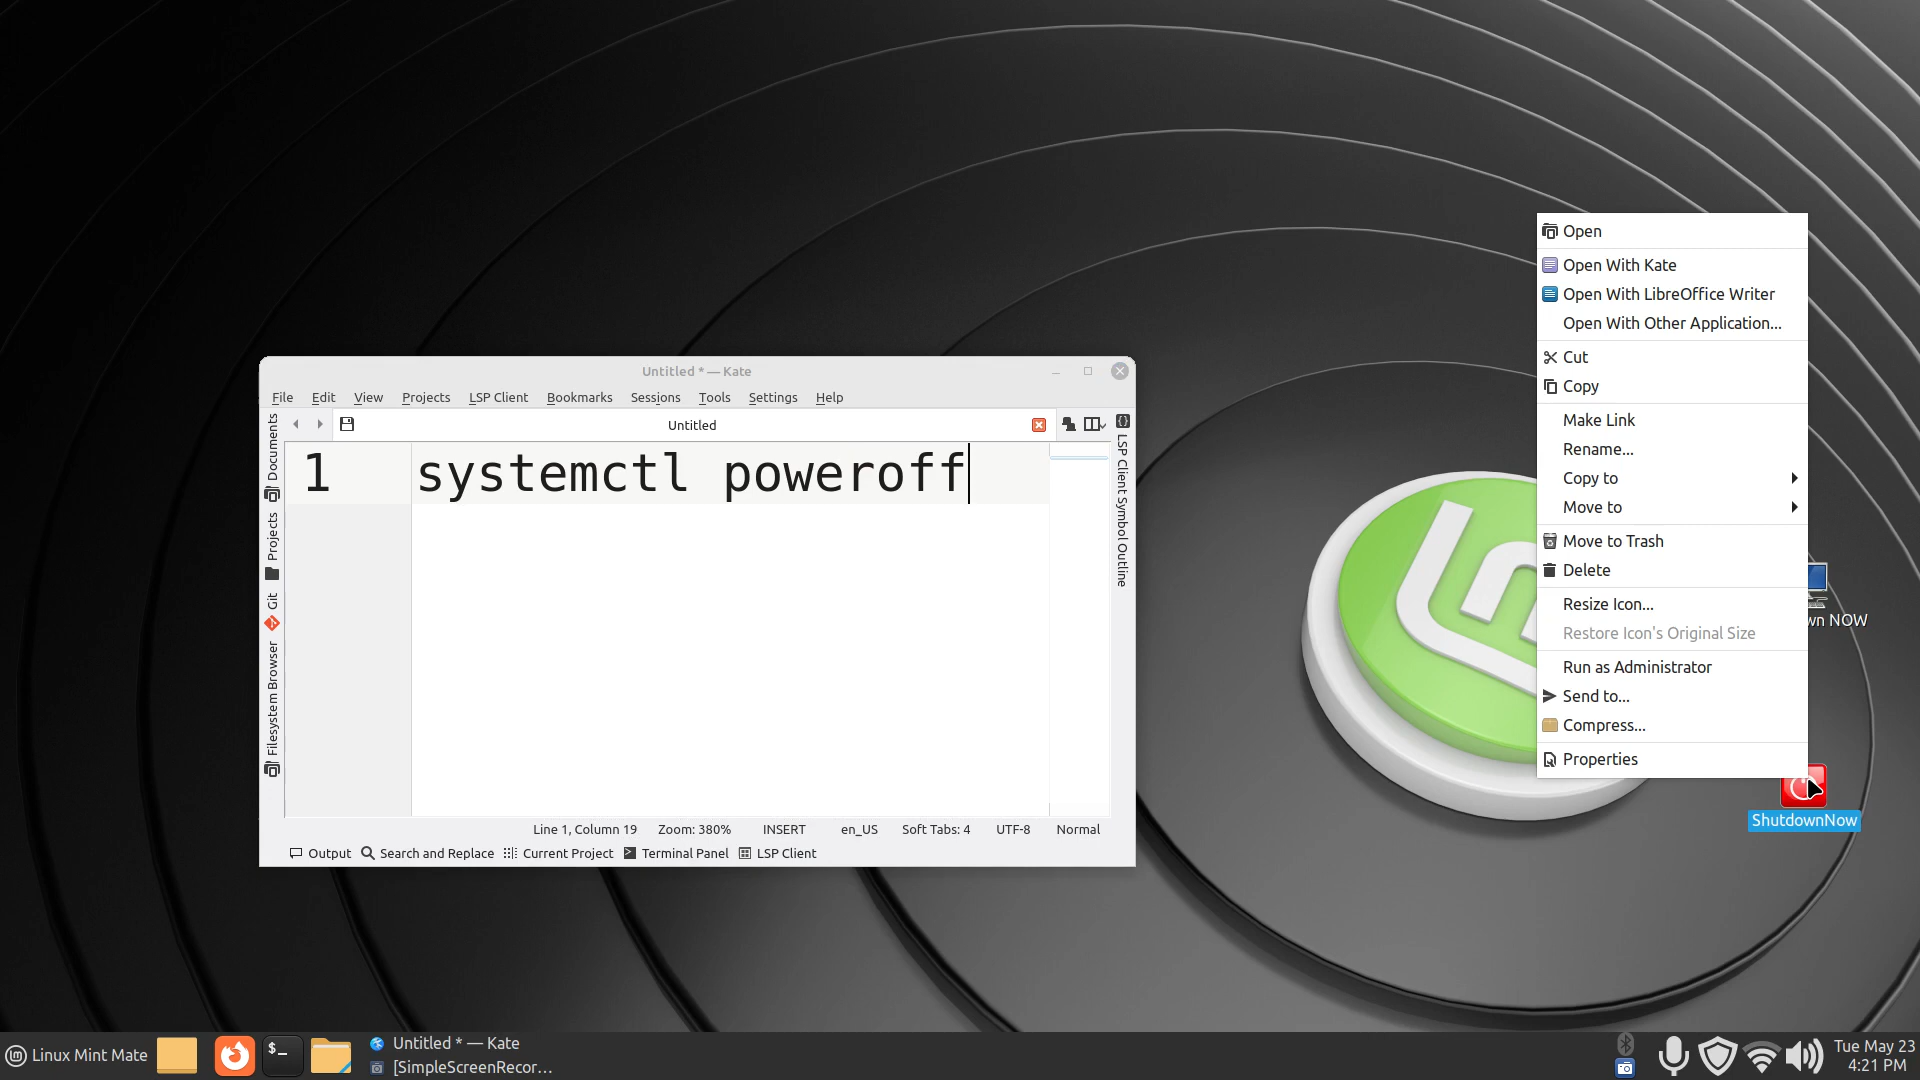 Untitled * — Kate
File Edit View Projects LSP Client Bookmarks Sessions Tools Settings Help
Untitled
Documents
Projects
Git
Filesystem Browser
1 systemctl poweroff
LSP Client Symbol Outline
Line 1, Column 19 Zoom: 380% INSERT en_US Soft Tabs: 4 UTF-8 Normal
Output Search and Replace Current Project Terminal Panel LSP Client
Open
Open With Kate
Open With LibreOffice Writer
Open With Other Application...
Cut
Copy
Make Link
Rename...
Copy to
Move to
Move to Trash
Delete
Resize Icon...
Restore Icon's Original Size
Run as Administrator
Send to...
Compress...
Properties
NOW
ShutdownNow
Linux Mint Mate
Untitled * — Kate
[SimpleScreenRecor...
Tue May 23
4:21 PM